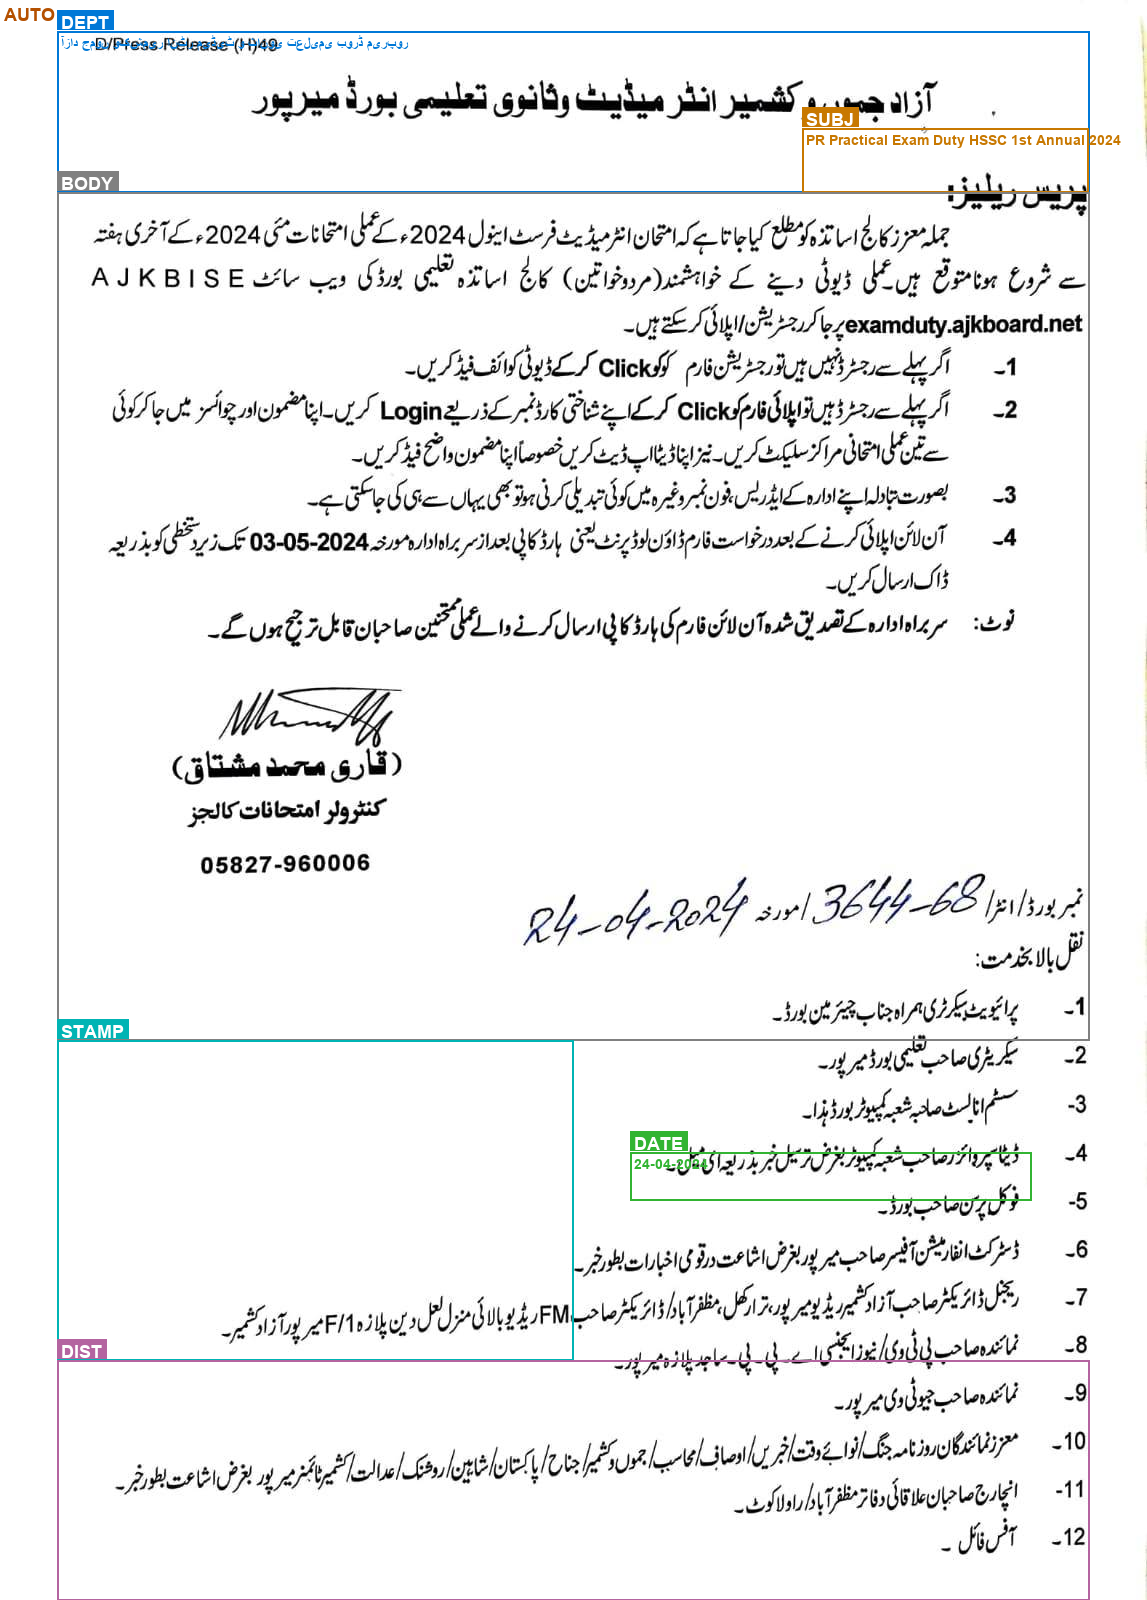 AUTO
DEPT
D/Press Release (H)49
آزاد جموں و کشمیر انٹر میڈیٹ وثانوی تعلیمی بورڈ میرپور
SUBJ
PR Practical Exam Duty HSSC 1st Annual 2024
BODY
پریس ریلیز:
جملہ معزز کالج اساتذہ کو مطلع کیا جاتا ہے کہ امتحان انٹرمیڈیٹ فرسٹ اینول 2024ء کے عملی امتحانات مئی 2024ء کے آخری ہفتہ
سے شروع ہونا متوقع ہیں۔ عملی ڈیوٹی دینے کے خواہشمند (مرد و خواتین) کالج اساتذہ تعلیمی بورڈ کی ویب سائٹ AJKBISE
examduty.ajkboard.net پر جا کر رجسٹریشن/اپلائی کر سکتے ہیں۔
1۔ اگر پہلے سے رجسٹرڈ نہیں ہیں تو رجسٹریشن فارم کو Click کر کے ڈیوٹی کوائف فیڈ کریں۔
2۔ اگر پہلے سے رجسٹرڈ ہیں تو اپلائی فارم کو Click کر کے اپنے شناختی کارڈ نمبر کے ذریعے Login کریں۔ اپنا مضمون اور چوائسز میں جا کر کوئی
سے تین عملی امتحانی مراکز سلیکٹ کریں۔ نیز اپنا ڈیٹا اپ ڈیٹ کریں خصوصاً اپنا مضمون واضح فیڈ کریں۔
3۔ بصورت تبادلہ اپنے ادارہ کے ایڈریس، فون نمبر وغیرہ میں کوئی تبدیلی کرنی ہو تو بھی یہاں سے ہی کی جا سکتی ہے۔
4۔ آن لائن اپلائی کرنے کے بعد درخواست فارم ڈاؤن لوڈ پرنٹ یعنی ہارڈ کاپی بعد از سربراہ ادارہ مورخہ 03-05-2024 تک زیر دستخطی کو بذریعہ
ڈاک ارسال کریں۔
نوٹ: سربراہ ادارہ کے تصدیق شدہ آن لائن فارم کی ہارڈ کاپی ارسال کرنے والے عملی ممتحنین صاحبان قابل ترجیح ہوں گے۔
(قاری محمد مشتاق)
کنٹرولر امتحانات کالجز
05827-960006
نمبر بورڈ/انٹر/ 3644-68 /مورخہ 24-04-2024
نقل بالا بخدمت:
1۔ پرائیویٹ سیکرٹری ہمراہ جناب چیئرمین بورڈ۔
STAMP
2۔ سیکریٹری صاحب تعلیمی بورڈ میرپور۔
3- سسٹم انالسٹ صاحبہ شعبہ کمپیوٹر بورڈ ہذا۔
DATE
4۔ ڈیٹا سپروائزر صاحب شعبہ کمپیوٹر بغرض ترسیل خبر بذریعہ ای میل۔
24-04-2024
5- فوکل پرسن صاحب بورڈ۔
6۔ ڈسٹرکٹ انفارمیشن آفیسر صاحب میرپور بغرض اشاعت در قومی اخبارات بطور خبر۔
7۔ ریجنل ڈائریکٹر صاحب آزاد کشمیر ریڈیو میرپور، تراڑکھل، مظفرآباد/ ڈائریکٹر صاحب FM ریڈیو بالائی منزل لعل دین پلازہ F/1 میرپور آزاد کشمیر۔
DIST
8۔ نمائندہ صاحب پی ٹی وی/ نیوز ایجنسی اے۔ پی۔ پی۔ ساجد پلازہ میرپور۔
9۔ نمائندہ صاحب جیو ٹی وی میرپور۔
10۔ معزز نمائندگان روزنامہ جنگ/ نوائے وقت/ خبریں/ اوصاف/ محاسب/ جموں و کشمیر/ جناح/ پاکستان/ شاہین/ روشنک/ عدالت/ کشمیر ٹائمز میرپور بغرض اشاعت بطور خبر۔
11- انچارج صاحبان علاقائی دفاتر مظفرآباد/ راولاکوٹ۔
12۔ آفس فائل ۔